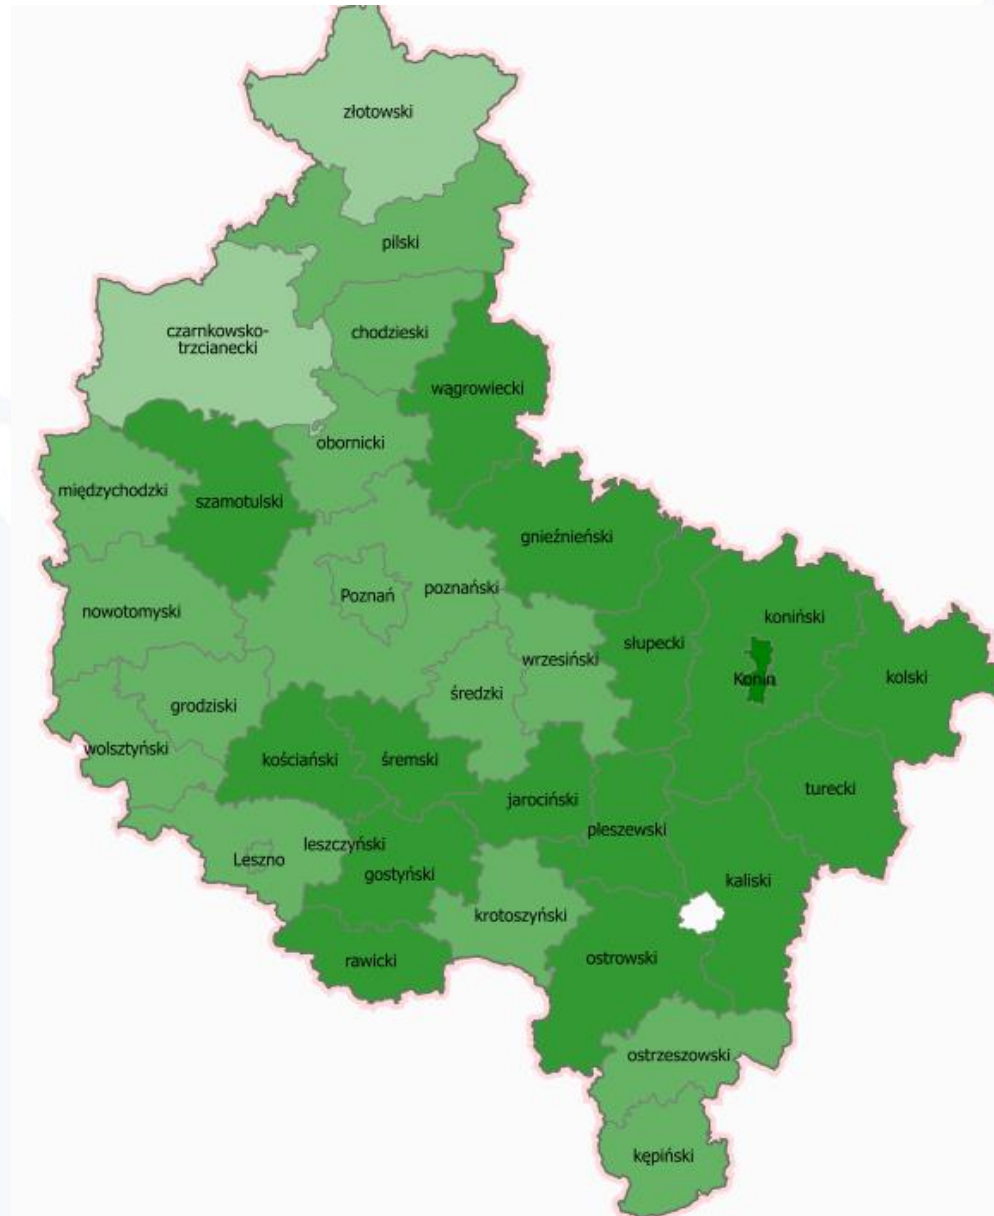 złotowski
pilski
czarnkowsko-
trzcianecki
chodzieski
wągrowiecki
obornicki
międzychodzki
szamotulski
gnieźnieński
nowotomyski
Poznań
poznański
koniński
słupecki
wrzesiński
Konin
kolski
średzki
grodziski
wolsztyński
kościański
śremski
turecki
jarociński
pleszewski
leszczyński
Leszno
gostyński
kaliski
krotoszyński
rawicki
ostrowski
ostrzeszowski
kępiński